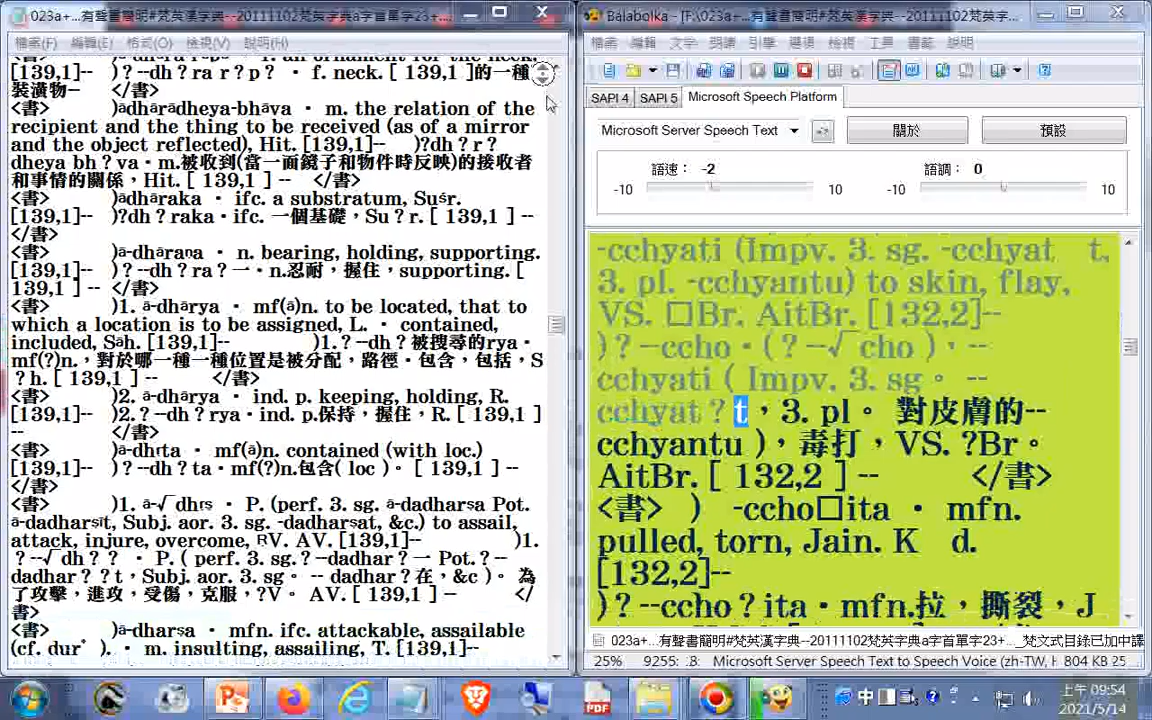 023a+...有聲書簡明#梵英漢字典--20111102梵英字典a字首單字23+...
檔案(F) 編輯(E) 格式(O) 檢視(V) 說明(H)
[139,1]-- )? --dh ? ra r ? p ? • f. neck. [ 139,1 ]的一種
裝潢物-- </書>
<書> )ādhārādheya-bhāva • m. the relation of the
recipient and the thing to be received (as of a mirror
and the object reflected), Hit. [139,1]-- )?dh ? r ?
dheya bh ? va • m.被收到(當一面鏡子和物件時反映)的接收者
和事情的關係，Hit. [ 139,1 ] -- </書>
<書> )ādhāraka • ifc. a substratum, Suśr.
[139,1]-- )?dh ? raka • ifc. 一個基礎，Su ? r. [ 139,1 ] --
</書>
<書> )ā-dhāraṇa • n. bearing, holding, supporting.
[139,1]-- )? --dh ? ra ? 一 • n.忍耐，握住，supporting. [
139,1 ] -- </書>
<書> )1. ā-dhārya • mf(ā)n. to be located, that to
which a location is to be assigned, L. • contained,
included, Sāh. [139,1]-- )1.? --dh ? 被搜尋的rya •
mf(?)n.，對於哪一種一種位置是被分配，路徑 • 包含，包括，S
? h. [ 139,1 ] -- </書>
<書> )2. ā-dhārya • ind. p. keeping, holding, R.
[139,1]-- )2.? --dh ? rya • ind. p.保持，握住，R. [ 139,1 ]
-- </書>
<書> )ā-dhṛta • mf(ā)n. contained (with loc.)
[139,1]-- )? --dh ? ta • mf(?)n.包含( loc )。 [ 139,1 ] --
</書>
<書> )1. ā-√dhṛṣ • P. (perf. 3. sg. ā-dadharṣa Pot.
ā-dadharṣīt, Subj. aor. 3. sg. -dadharṣat, &c.) to assail,
attack, injure, overcome, RV. AV. [139,1]-- )1.
? --√ dh ? ? • P. ( perf. 3. sg.? --dadhar ? 一 Pot. ? --
dadhar ? ? t，Subj. aor. 3. sg。 -- dadhar ? 在，&c )。 為
了攻擊，進攻，受傷，克服，?V。 AV. [ 139,1 ] -- </
書>
<書> )ā-dharṣa • mfn. ifc. attackable, assailable
(cf. dur° ). • m. insulting, assailing, T. [139,1]--
Balabolka - [F:\023a+...有聲書簡明#梵英漢字典--20111102梵英字...
檔案 編輯 文字 朗讀 引擎 選項 檢視 工具 書籤 說明
SAPI 4 SAPI 5 Microsoft Speech Platform
Microsoft Server Speech Text 關於 預設
語速： -2 語調： 0
-10 10 -10 10
-cchyati (Impv. 3. sg. -cchyat t,
3. pl. -cchyantu) to skin, flay,
VS. □Br. AitBr. [132,2]--
)? --ccho • ( ? --√ cho )， --
cchyati ( Impv. 3. sg 。 --
cchyat ? t，3. pl 。 對皮膚的--
cchyantu )，毒打，VS. ?Br 。
AitBr. [ 132,2 ] -- </書>
<書> ) -ccho□ita • mfn.
pulled, torn, Jain. K d.
[132,2]--
)? --ccho ? ita • mfn.拉，撕裂，J
023a+...有聲書簡明#梵英漢字典--20111102梵英字典a字首單字23+..._梵文式目錄已加中譯
25% 9255: :3: Microsoft Server Speech Text to Speech Voice (zh-TW, H 804 KB 25
PDF 中 上午 09:54
2021/5/14